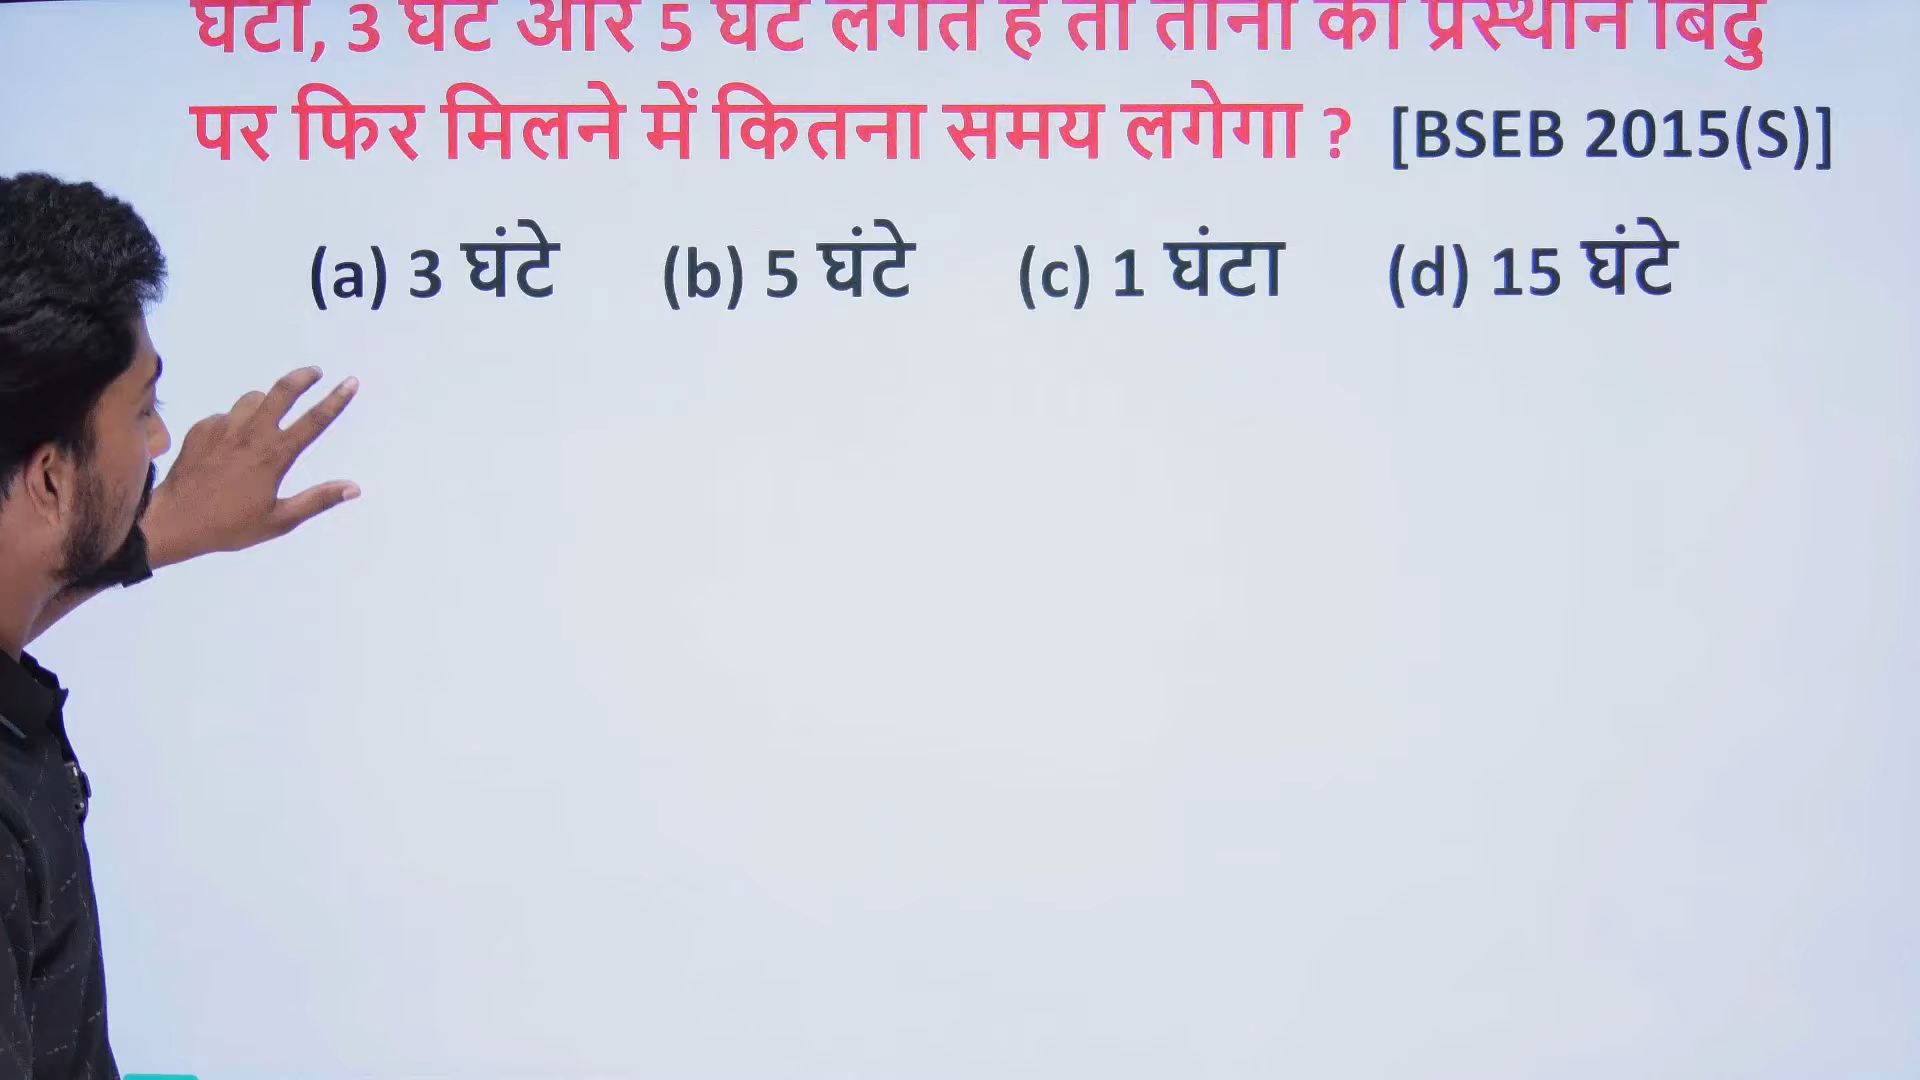 घंटा, 3 घंटे और 5 घंटे लगते हैं तो तीनों को प्रस्थान बिंदु
पर फिर मिलने में कितना समय लगेगा ? [BSEB 2015(S)]
(a) 3 घंटे (b) 5 घंटे (c) 1 घंटा (d) 15 घंटे